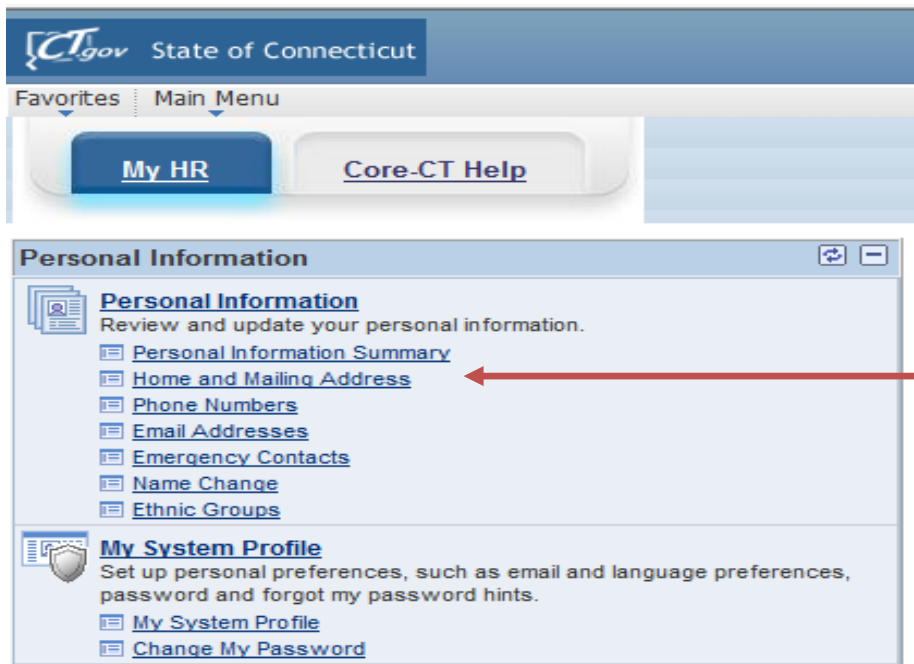 CT.gov State of Connecticut
Favorites Main Menu
My HR Core-CT Help
Personal Information
Personal Information
Review and update your personal information.
Personal Information Summary
Home and Mailing Address
Phone Numbers
Email Addresses
Emergency Contacts
Name Change
Ethnic Groups
My System Profile
Set up personal preferences, such as email and language preferences,
password and forgot my password hints.
My System Profile
Change My Password